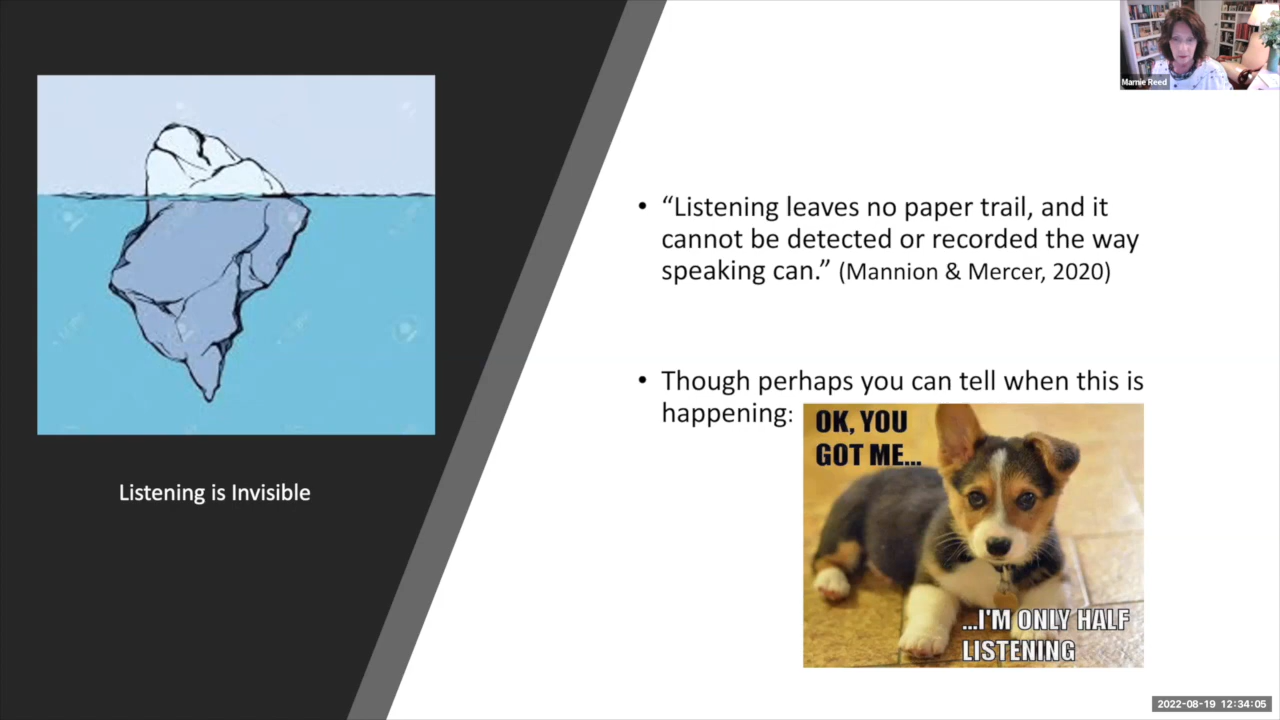 Marnie Reed
Listening is Invisible
• “Listening leaves no paper trail, and it
cannot be detected or recorded the way
speaking can.” (Mannion & Mercer, 2020)
• Though perhaps you can tell when this is
happening:
OK, YOU
GOT ME...
...I'M ONLY HALF
LISTENING
2022-08-19 12:34:05